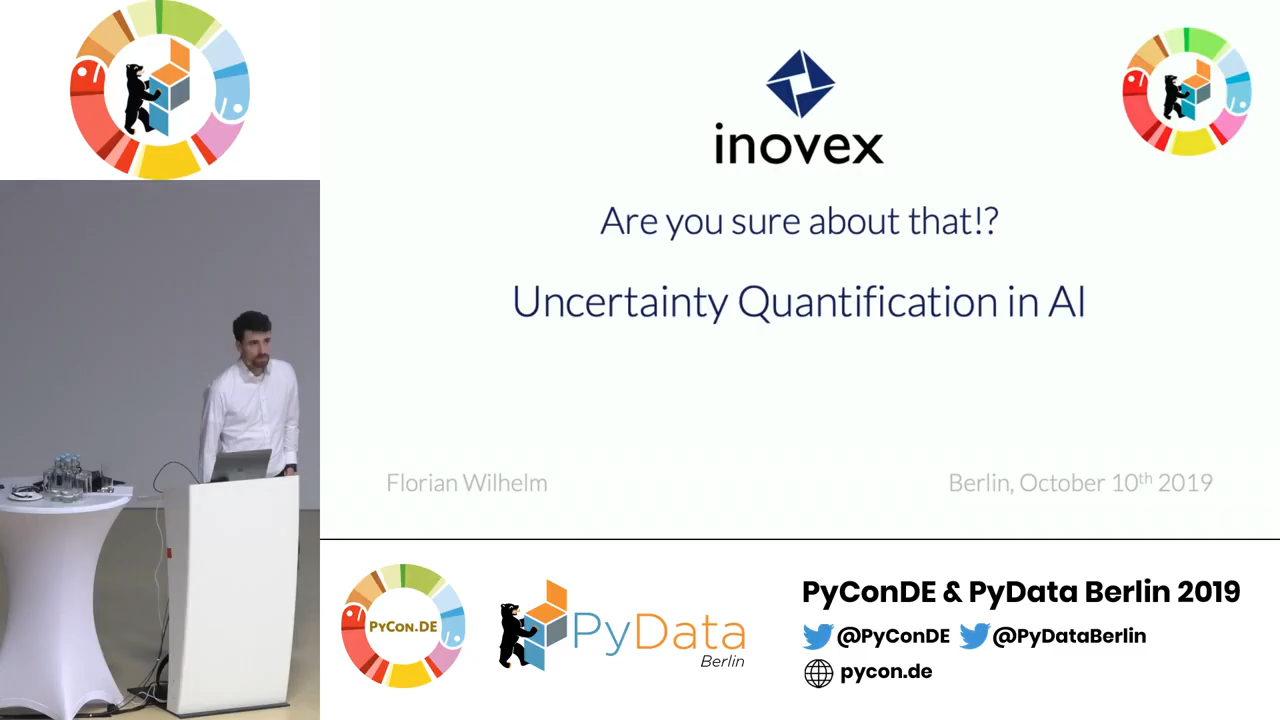 inovex
Are you sure about that!?
Uncertainty Quantification in AI
Florian Wilhelm
Berlin, October 10th 2019
PYCON.DE
PyData
Berlin
PyConDE & PyData Berlin 2019
@PyConDE @PyDataBerlin
pycon.de